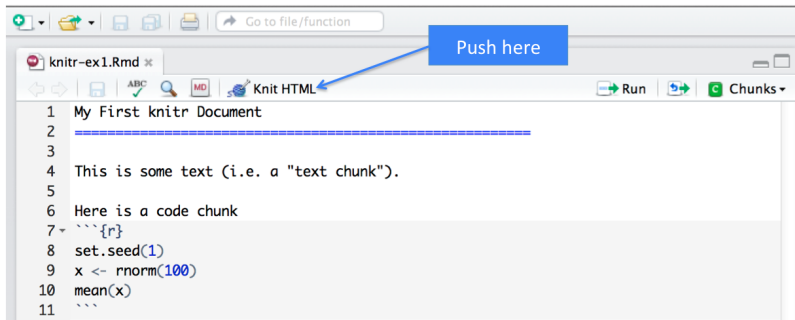 Go to file/function
Push here
knitr-ex1.Rmd
ABC MD Knit HTML Run C Chunks
1 My First knitr Document
2 =======================================================
3
4 This is some text (i.e. a "text chunk").
5
6 Here is a code chunk
7 ```{r}
8 set.seed(1)
9 x <- rnorm(100)
10 mean(x)
11 ```